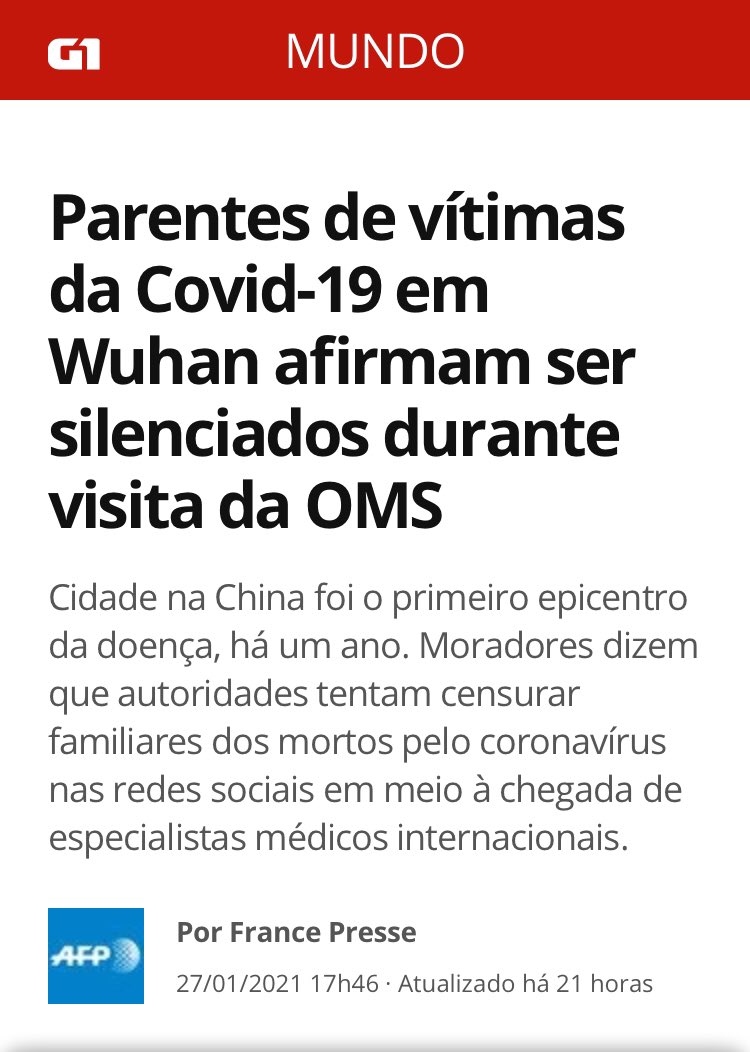 G1
MUNDO
Parentes de vítimas
da Covid-19 em
Wuhan afirmam ser
silenciados durante
visita da OMS
Cidade na China foi o primeiro epicentro
da doença, há um ano. Moradores dizem
que autoridades tentam censurar
familiares dos mortos pelo coronavírus
nas redes sociais em meio à chegada de
especialistas médicos internacionais.
AFP
Por France Presse
27/01/2021 17h46 · Atualizado há 21 horas